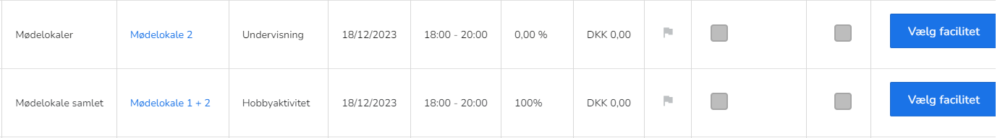 Mødelokaler Mødelokale 2 Undervisning 18/12/2023 18:00 - 20:00 0,00 % DKK 0,00 Vælg facilitet
Mødelokale samlet Mødelokale 1 + 2 Hobbyaktivitet 18/12/2023 18:00 - 20:00 100% DKK 0,00 Vælg facilitet